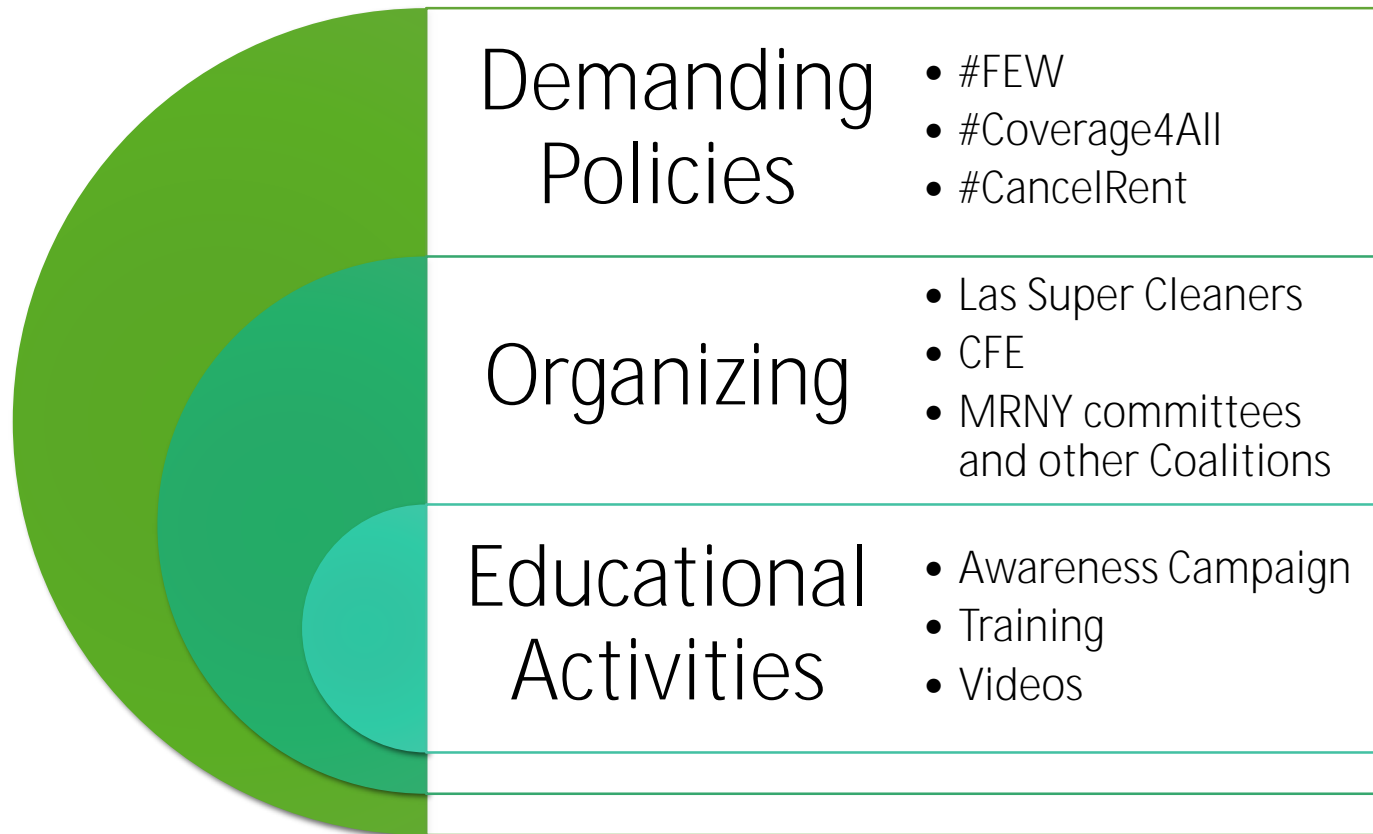 Demanding
Policies
• #FEW
• #Coverage4All
• #CancelRent
Organizing
• Las Super Cleaners
• CFE
• MRNY committees
and other Coalitions
Educational
Activities
• Awareness Campaign
• Training
• Videos